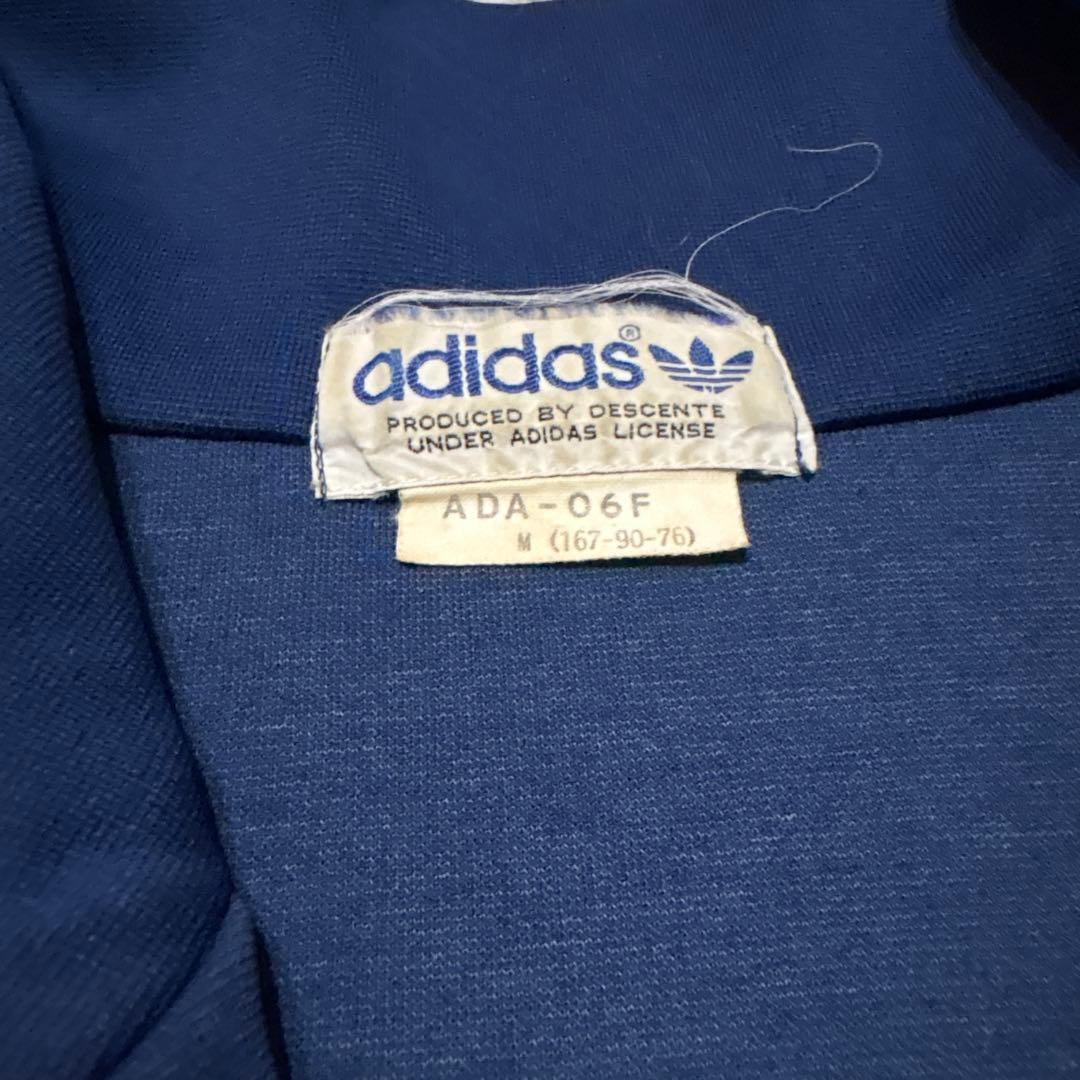 adidas®
PRODUCED BY DESCENTE
UNDER ADIDAS LICENSE
ADA-06F
M (167-90-76)